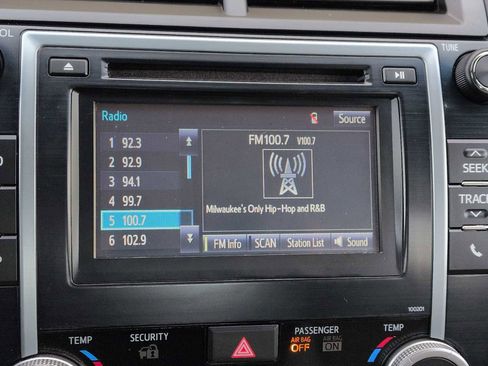 OL
TUNE
Radio
Source
FM100.7 V100.7
1 92.3
2 92.9
3 94.1
4 99.7
5 100.7
6 102.9
Milwaukee's Only Hip-Hop and R&B
FM Info SCAN Station List Sound
SEEK
TRACK
100201
TEMP
SECURITY
PASSENGER
AIR BAG OFF
AIR BAG ON
TEMP